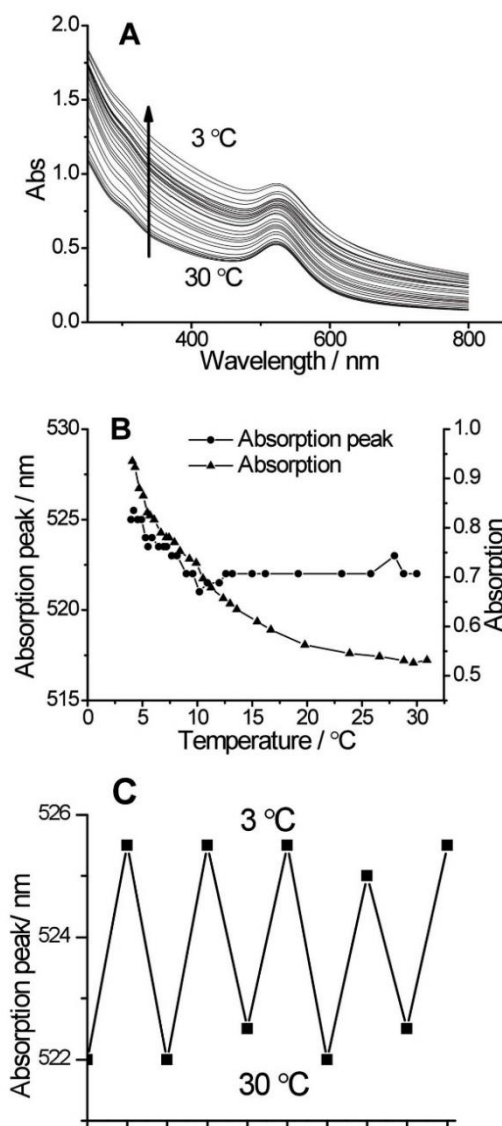 A
2.0
1.5
1.0
0.5
0.0
Abs
3 °C
30 °C
400 600 800
Wavelength / nm
B
530
525
520
515
Absorption peak / nm
Absorption peak
Absorption
1.0
0.9
0.8
0.7
0.6
0.5
Absorption
0 5 10 15 20 25 30
Temperature / °C
C
526
524
522
Absorption peak/ nm
3 °C
30 °C